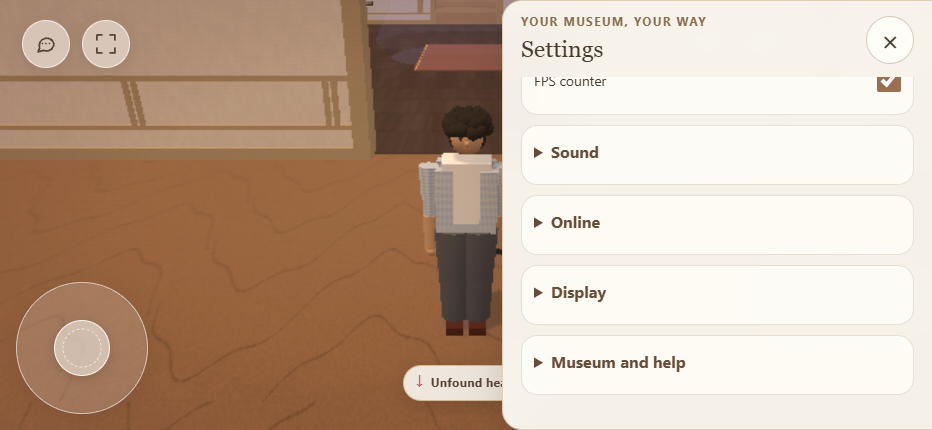 YOUR MUSEUM, YOUR WAY
Settings
FPS counter
Sound
Online
Display
Museum and help
Unfound